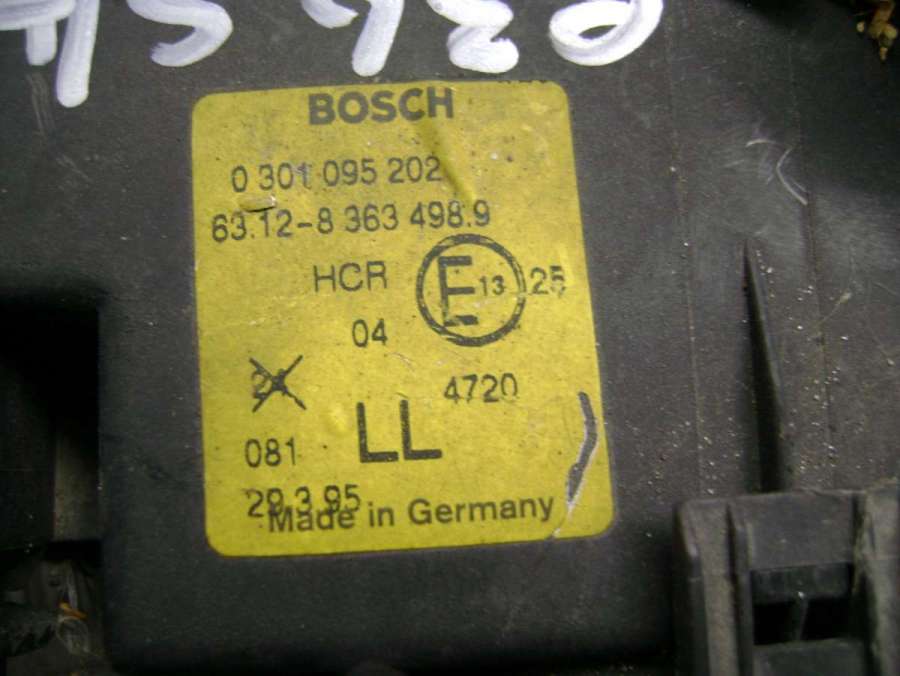 BOSCH
0 301 095 202
63.12-8 363 498.9
HCR E 13 25
04
4720
081 LL
29.3.95
Made in Germany